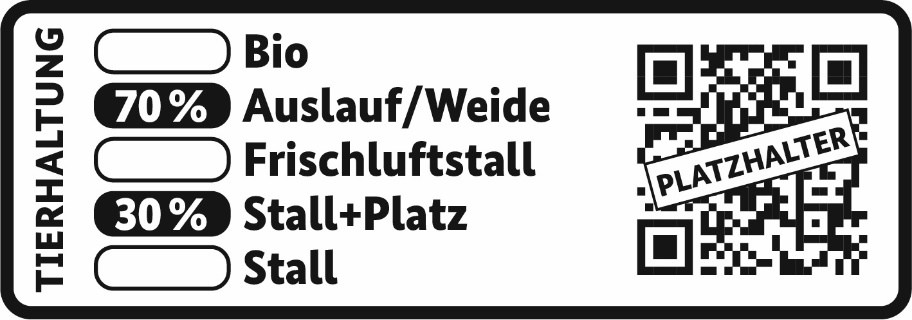 TIERHALTUNG
Bio
70 % Auslauf/Weide
Frischluftstall
30 % Stall+Platz
Stall
PLATZHALTER